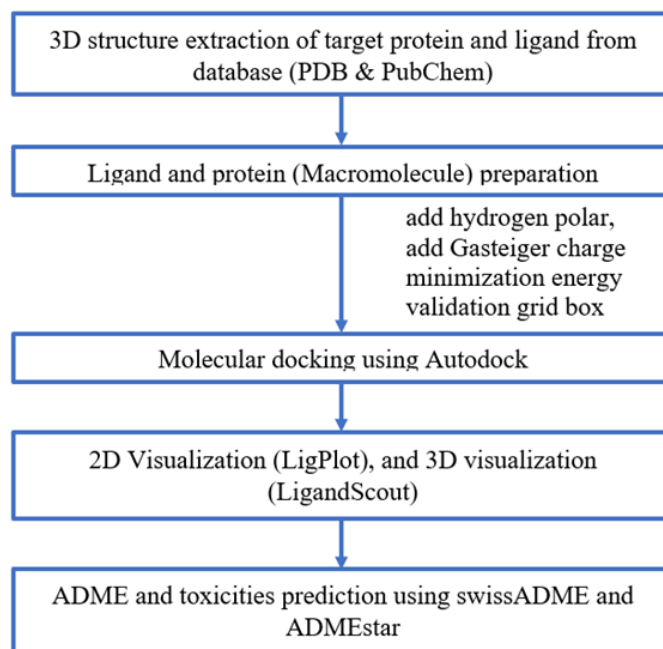 3D structure extraction of target protein and ligand from
database (PDB & PubChem)
Ligand and protein (Macromolecule) preparation
add hydrogen polar,
add Gasteiger charge
minimization energy
validation grid box
Molecular docking using Autodock
2D Visualization (LigPlot), and 3D visualization
(LigandScout)
ADME and toxicities prediction using swissADME and
ADMEstar